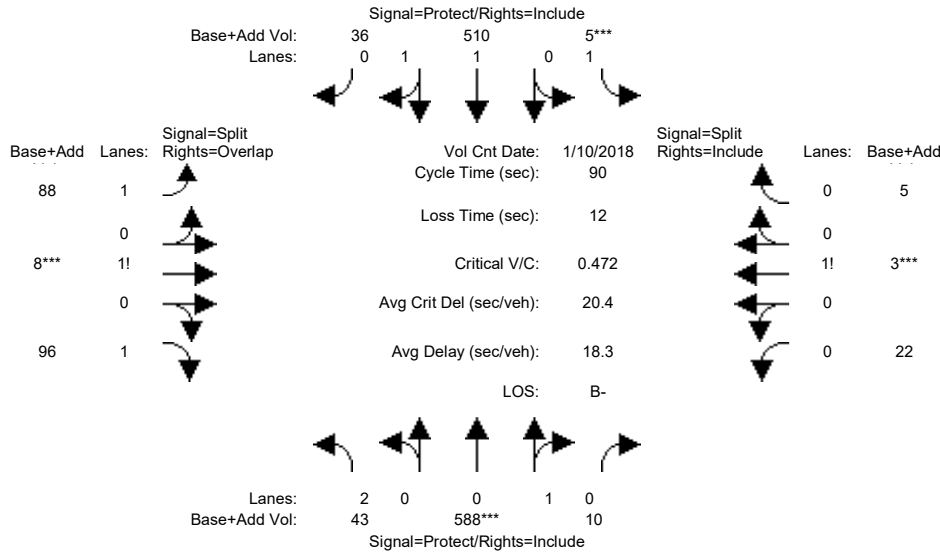 Signal=Protect/Rights=Include
Base+Add Vol: 36 510 5***
Lanes: 0 1 1 0 1
Signal=Split
Rights=Overlap
Signal=Split
Rights=Include
Base+Add Lanes: Vol Cnt Date: 1/10/2018 Lanes: Base+Add
Cycle Time (sec): 90
88 1 0 5
Loss Time (sec): 12
0 0
8*** 1! Critical V/C: 0.472 1! 3***
0 Avg Crit Del (sec/veh): 20.4 0
96 1 Avg Delay (sec/veh): 18.3 0 22
LOS: B-
Lanes: 2 0 0 1 0
Base+Add Vol: 43 588*** 10
Signal=Protect/Rights=Include